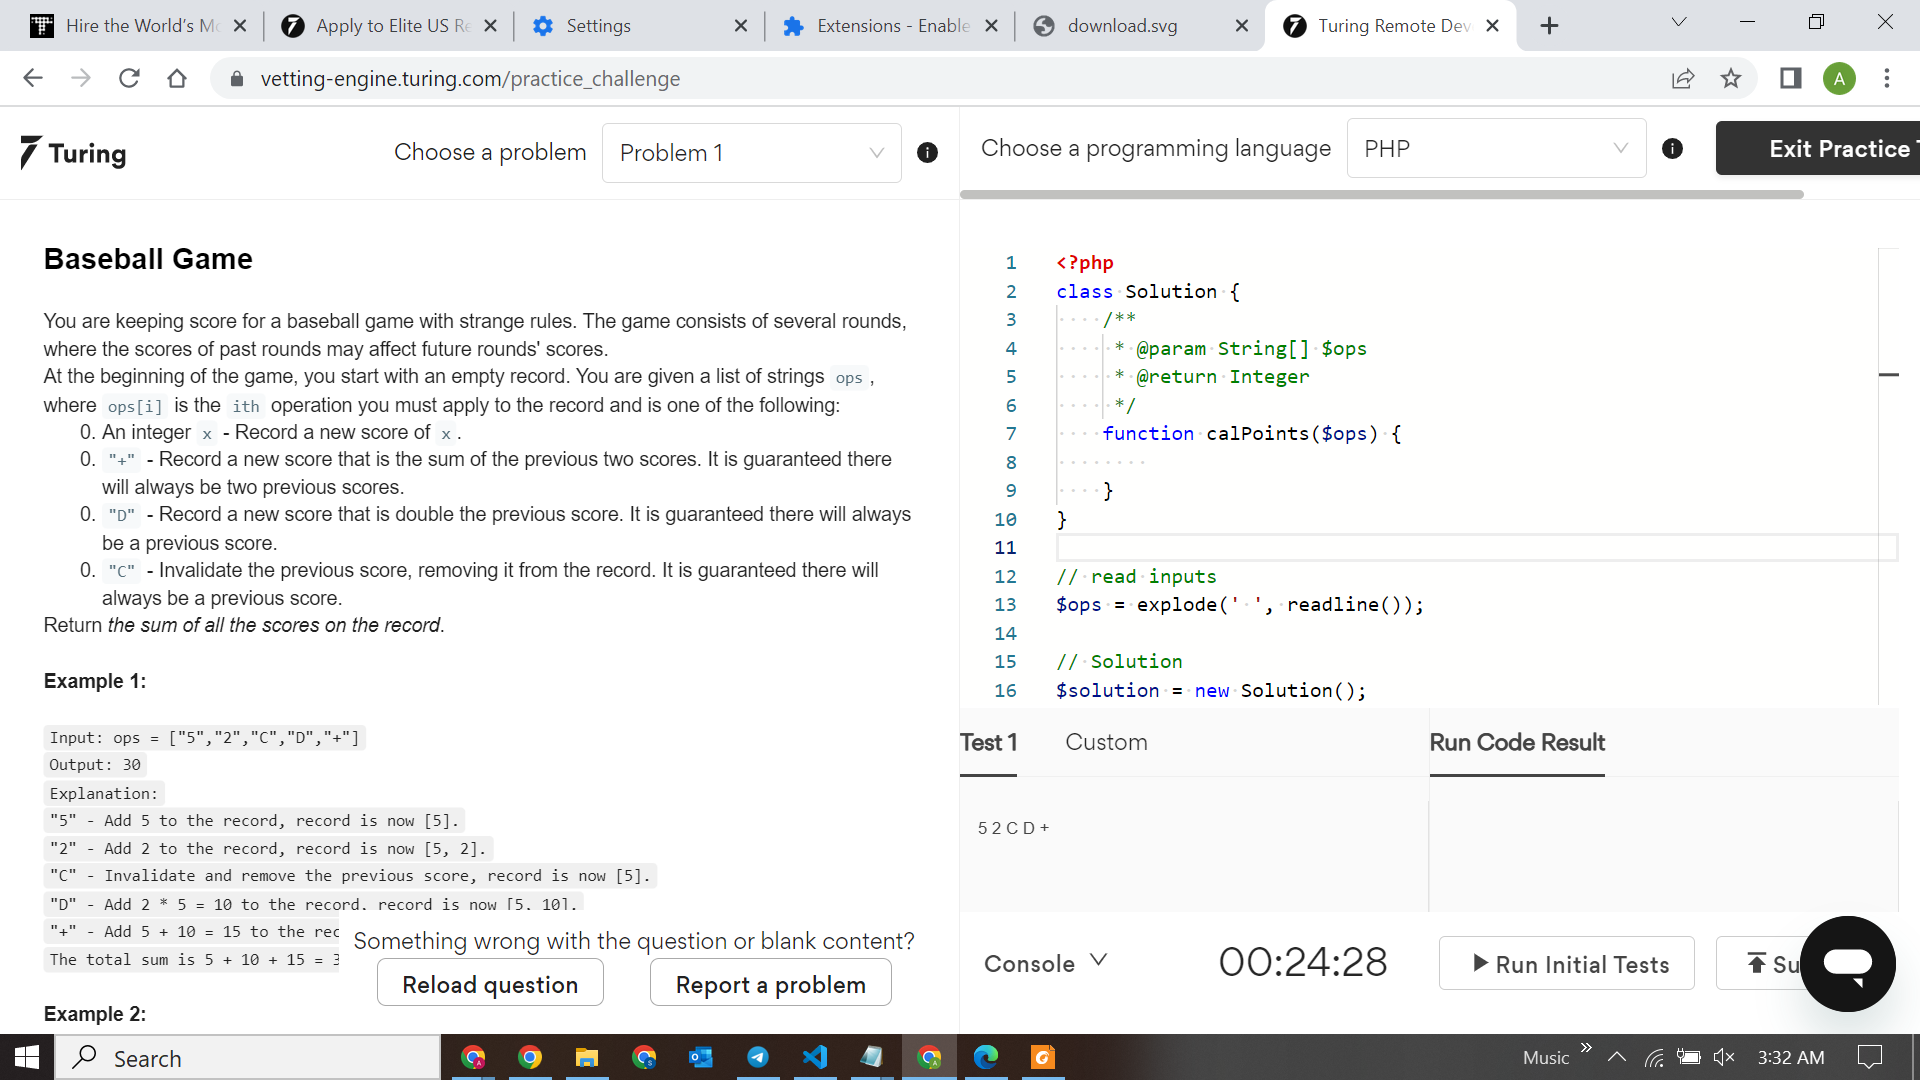 Hire the World's Mo
Apply to Elite US Re
Settings
Extensions - Enable
download.svg
Turing Remote Dev
vetting-engine.turing.com/practice_challenge
A
Turing
Choose a problem
Problem 1
Choose a programming language
PHP
Exit Practice T
Baseball Game
You are keeping score for a baseball game with strange rules. The game consists of several rounds,
where the scores of past rounds may affect future rounds' scores.
At the beginning of the game, you start with an empty record. You are given a list of strings ops ,
where ops[i] is the ith operation you must apply to the record and is one of the following:
0. An integer x - Record a new score of x .
0. "+" - Record a new score that is the sum of the previous two scores. It is guaranteed there
will always be two previous scores.
0. "D" - Record a new score that is double the previous score. It is guaranteed there will always
be a previous score.
0. "C" - Invalidate the previous score, removing it from the record. It is guaranteed there will
always be a previous score.
Return the sum of all the scores on the record.
Example 1:
Input: ops = ["5","2","C","D","+"]
Output: 30
Explanation:
"5" - Add 5 to the record, record is now [5].
"2" - Add 2 to the record, record is now [5, 2].
"C" - Invalidate and remove the previous score, record is now [5].
"D" - Add 2 * 5 = 10 to the record, record is now [5, 10].
"+" - Add 5 + 10 = 15 to the rec
The total sum is 5 + 10 + 15 = 3
Example 2:
Something wrong with the question or blank content?
Reload question
Report a problem
1 <?php
2 class Solution {
3 /**
4 * @param String[] $ops
5 * @return Integer
6 */
7 function calPoints($ops) {
8
9 }
10 }
11
12 // read inputs
13 $ops = explode(' ', readline());
14
15 // Solution
16 $solution = new Solution();
Test 1
Custom
Run Code Result
5 2 C D +
Console
00:24:28
Run Initial Tests
Su
Search
Music
3:32 AM